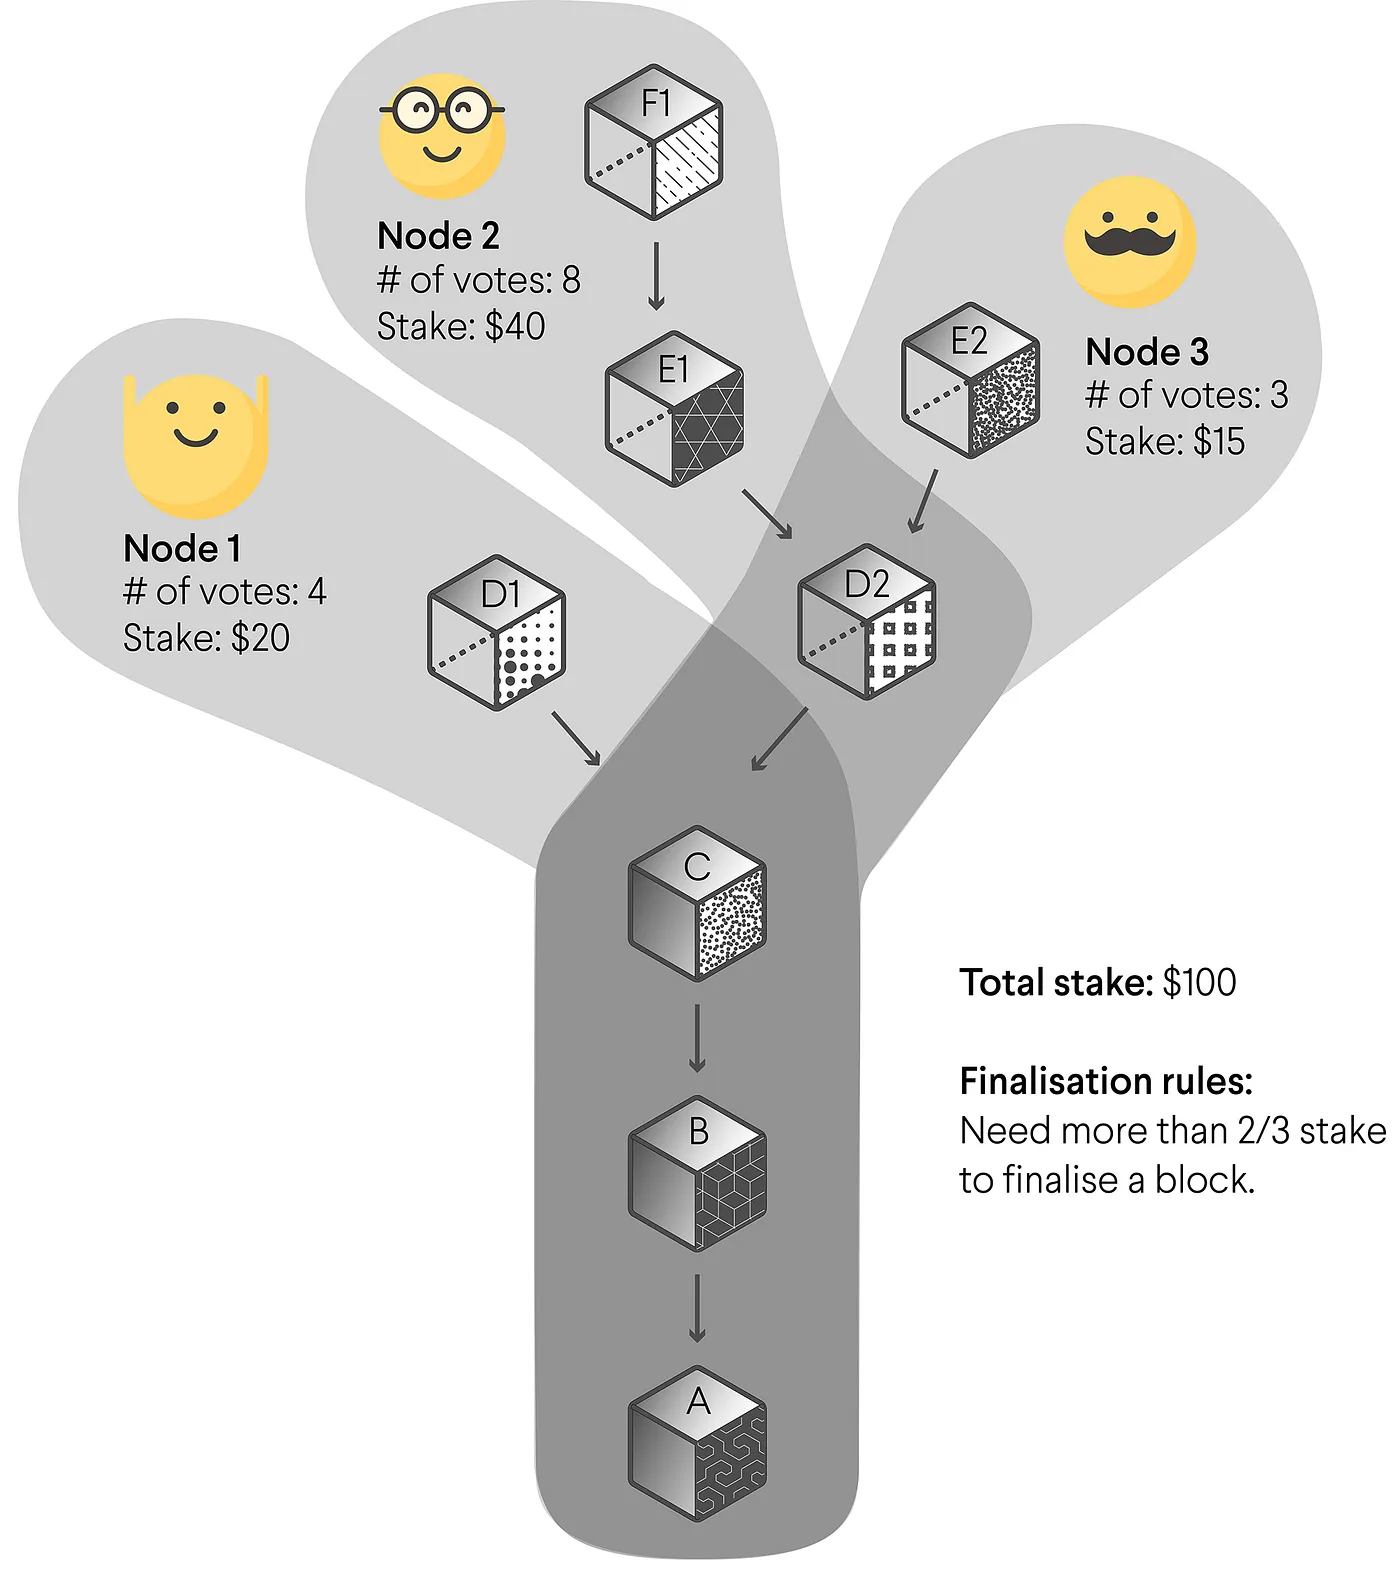 F1
Node 2
# of votes: 8
Stake: $40
E1
E2
Node 3
# of votes: 3
Stake: $15
Node 1
# of votes: 4
Stake: $20
D1
D2
C
Total stake: $100
Finalisation rules:
Need more than 2/3 stake
to finalise a block.
B
A